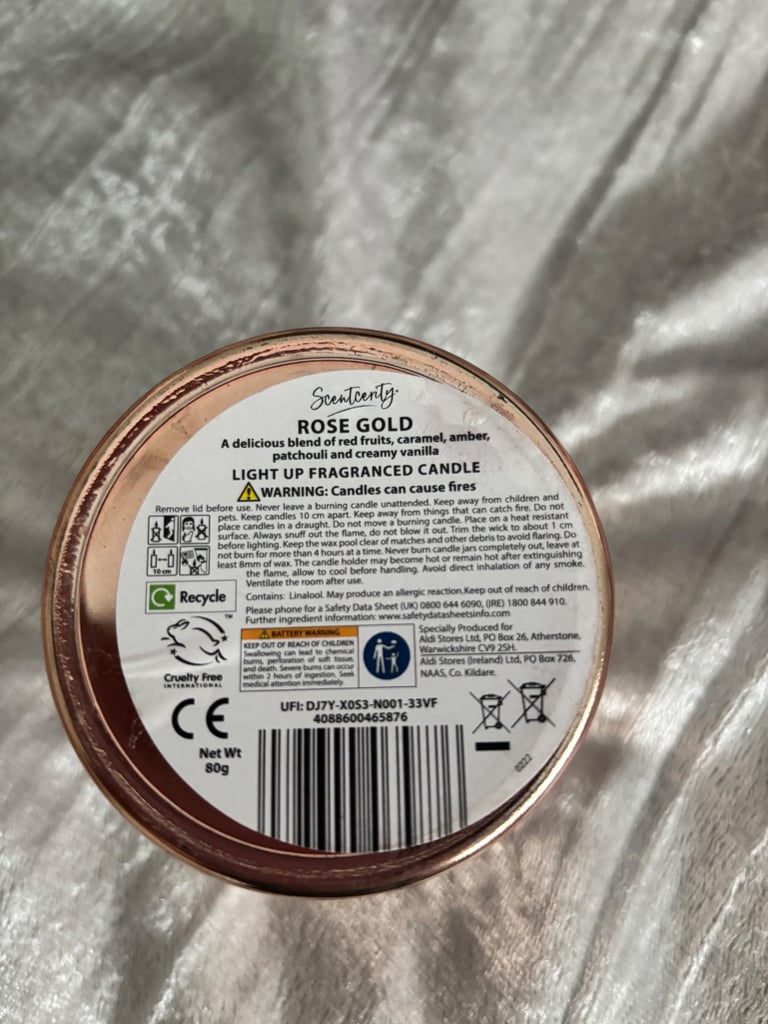 Scentcerity
ROSE GOLD
A delicious blend of red fruits, caramel, amber,
patchouli and creamy vanilla
LIGHT UP FRAGRANCED CANDLE
WARNING: Candles can cause fires
Remove lid before use. Never leave a burning candle unattended. Keep away from children and
pets. Keep candles 10 cm apart. Keep away from things that can catch fire. Do not
place candles in a draught. Do not move a burning candle. Place on a heat resistant
surface. Always snuff out the flame, do not blow it out. Trim the wick to about 1 cm
before lighting. Keep the wax pool clear of matches and other debris to avoid flaring. Do
not burn for more than 4 hours at a time. Never burn candle jars completely out, leave at
least 8mm of wax. The candle holder may become hot or remain hot after extinguishing
the flame, allow to cool before handling. Avoid direct inhalation of any smoke.
Ventilate the room after use.
10 cm
Recycle
Contains: Linalool. May produce an allergic reaction.Keep out of reach of children.
Please phone for a Safety Data Sheet (UK) 0800 644 6090, (IRE) 1800 844 910.
Further ingredient information: www.safetydatasheetsinfo.com
TM
Cruelty Free
INTERNATIONAL
BATTERY WARNING
KEEP OUT OF REACH OF CHILDREN
Swallowing can lead to chemical
burns, perforation of soft tissue,
and death. Severe burns can occur
within 2 hours of ingestion. Seek
medical attention immediately.
Specially Produced for
Aldi Stores Ltd, PO Box 26, Atherstone,
Warwickshire CV9 2SH.
Aldi Stores (Ireland) Ltd, PO Box 726,
NAAS, Co. Kildare.
CE
UFI: DJ7Y-X0S3-N001-33VF
4088600465876
Net Wt
80g
0222